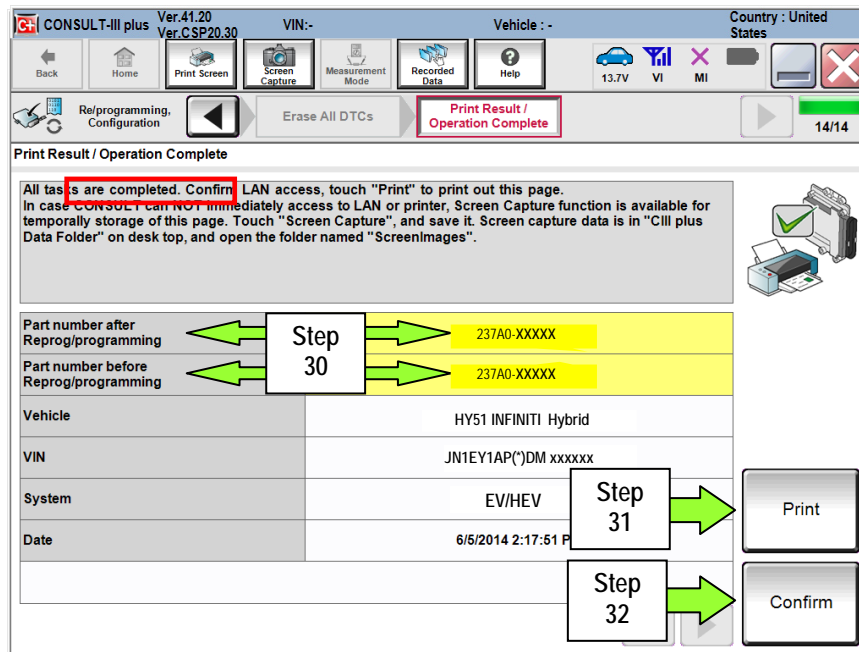 CONSULT-III plus Ver.41.20 VIN:- Vehicle : - Country : United
Ver.CSP20.30 States
Back Home Print Screen Screen Capture Measurement Mode Recorded Data Help 13.7V VI MI
Re/programming, Configuration Erase All DTCs Print Result / Operation Complete 14/14
Print Result / Operation Complete
All tasks are completed. Confirm LAN access, touch "Print" to print out this page.
In case CONSULT can NOT immediately access to LAN or printer, Screen Capture function is available for
temporally storage of this page. Touch "Screen Capture", and save it. Screen capture data is in "CIII plus
Data Folder" on desk top, and open the folder named "ScreenImages".
Part number after
Reprog/programming
237A0-XXXXX
Step
30
Part number before
Reprog/programming
237A0-XXXXX
Vehicle
HY51 INFINITI Hybrid
VIN
JN1EY1AP(*)DM xxxxxx
System
EV/HEV
Step
31
Print
Date
6/5/2014 2:17:51 P
Step
32
Confirm